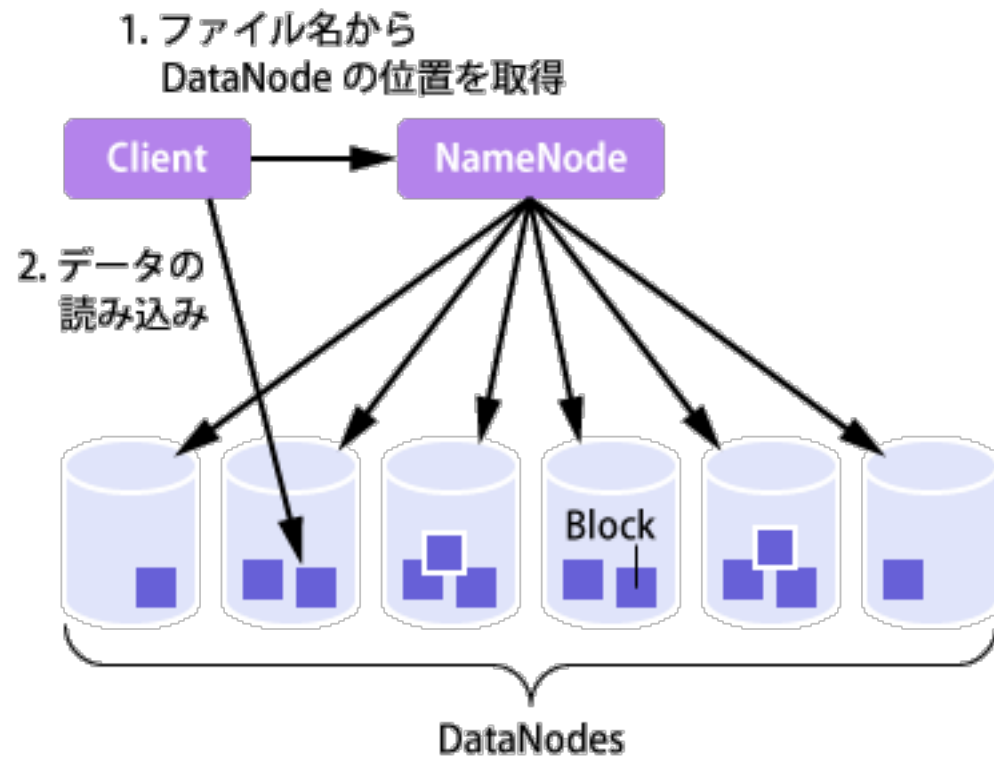 1. ファイル名から
DataNode の位置を取得
Client
NameNode
2. データの
読み込み
Block
DataNodes